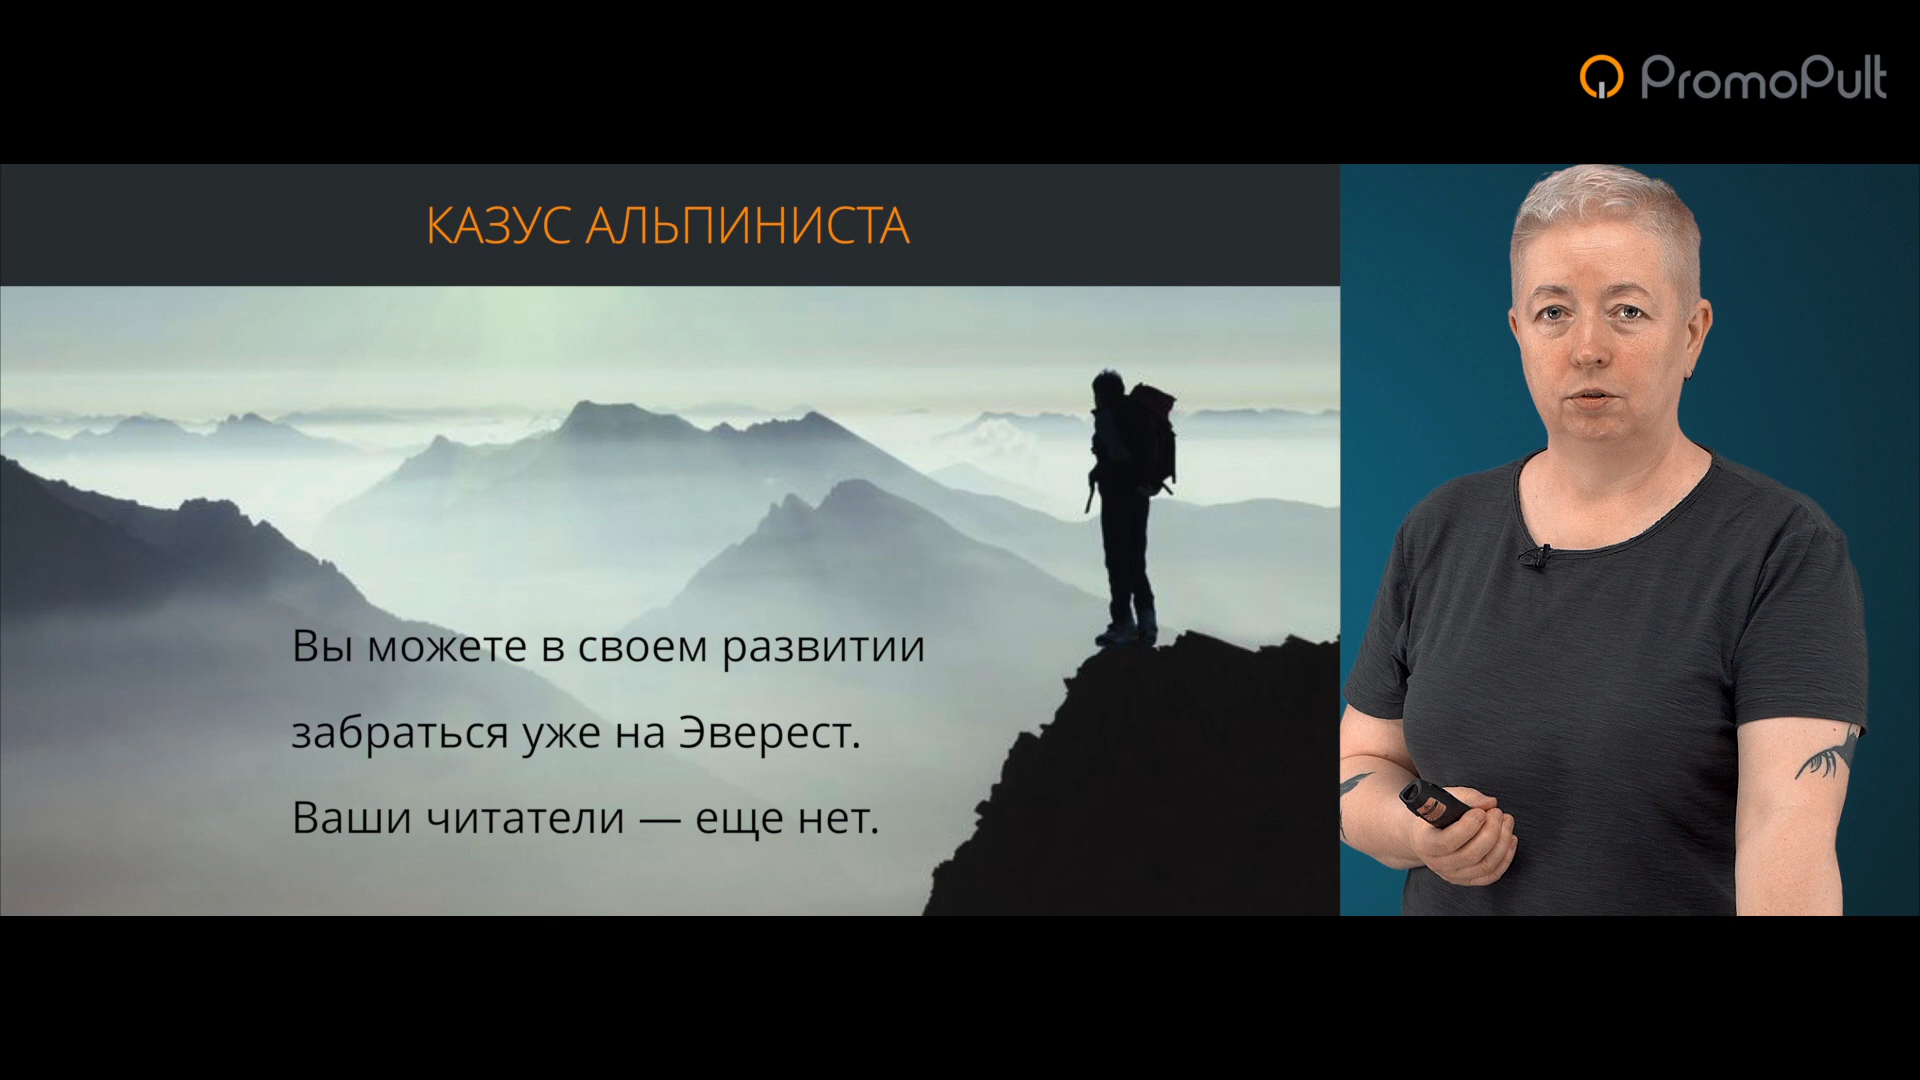 PromoPult
КАЗУС АЛЬПИНИСТА
Вы можете в своем развитии
забраться уже на Эверест.
Ваши читатели — еще нет.